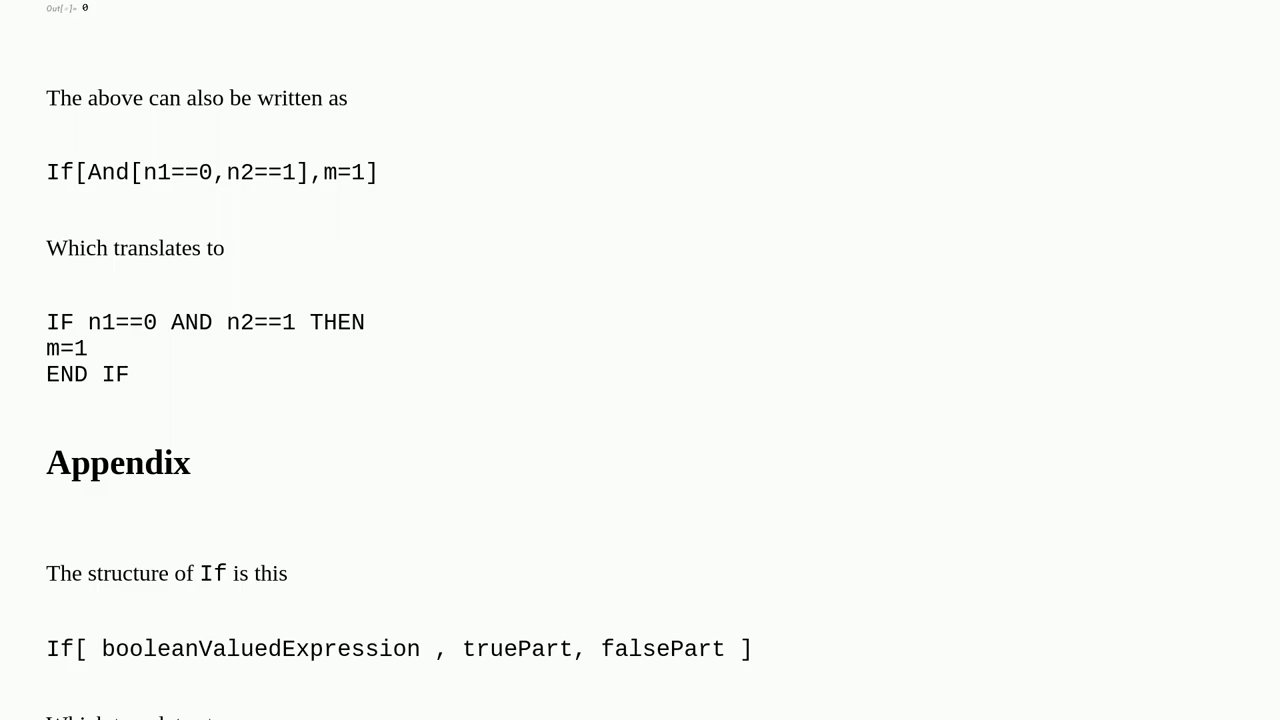 Out[•]= 0
The above can also be written as
If[And[n1==0,n2==1],m=1]
Which translates to
IF n1==0 AND n2==1 THEN
m=1
END IF
Appendix
The structure of If is this
If[ booleanValuedExpression , truePart, falsePart ]